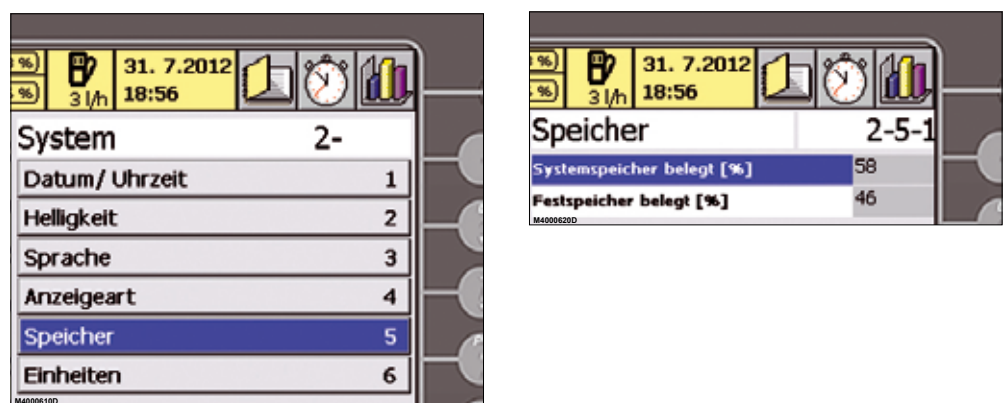 %
%
3 l/h
31. 7.2012
18:56
System 2-
Datum/ Uhrzeit 1
Helligkeit 2
Sprache 3
Anzeigeart 4
Speicher 5
Einheiten 6
M4000610D
%
%
3 l/h
31. 7.2012
18:56
Speicher 2-5-1
Systemspeicher belegt [%] 58
Festspeicher belegt [%] 46
M4000620D